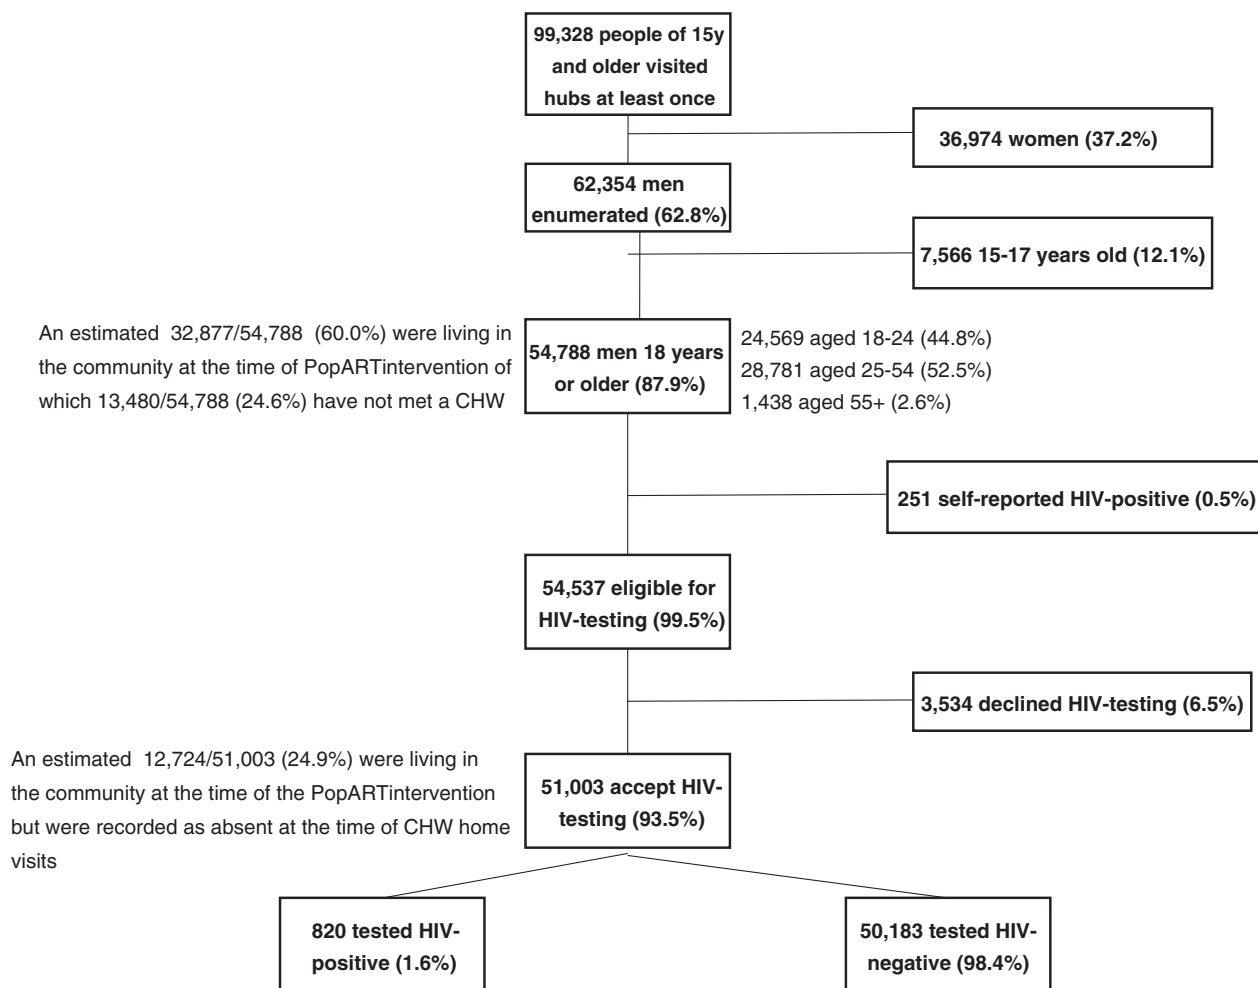 99,328 people of 15y
and older visited
hubs at least once
36,974 women (37.2%)
62,354 men
enumerated (62.8%)
7,566 15-17 years old (12.1%)
An estimated 32,877/54,788 (60.0%) were living in
the community at the time of PopARTintervention of
which 13,480/54,788 (24.6%) have not met a CHW
54,788 men 18 years
or older (87.9%)
24,569 aged 18-24 (44.8%)
28,781 aged 25-54 (52.5%)
1,438 aged 55+ (2.6%)
251 self-reported HIV-positive (0.5%)
54,537 eligible for
HIV-testing (99.5%)
3,534 declined HIV-testing (6.5%)
An estimated 12,724/51,003 (24.9%) were living in
the community at the time of the PopARTintervention
but were recorded as absent at the time of CHW home
visits
51,003 accept HIV-
testing (93.5%)
820 tested HIV-
positive (1.6%)
50,183 tested HIV-
negative (98.4%)